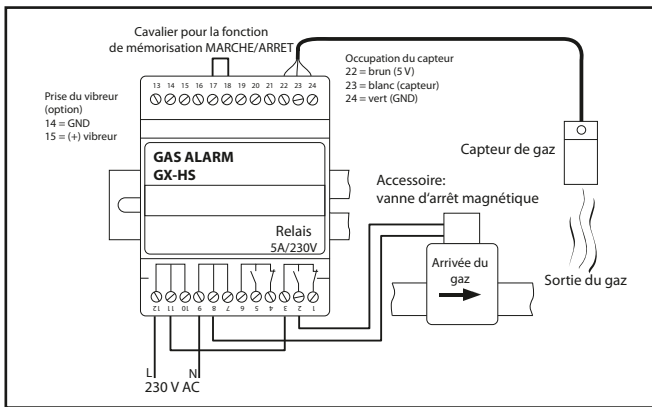 Cavalier pour la fonction
de mémorisation MARCHE/ARRET
Occupation du capteur
22 = brun (5 V)
23 = blanc (capteur)
24 = vert (GND)
Prise du vibreur
(option)
14 = GND
15 = (+) vibreur
13 14 15 16 17 18 19 20 21 22 23 24
GAS ALARM
GX-HS
Relais
5A/230V
Capteur de gaz
Accessoire:
vanne d'arrêt magnétique
Arrivée du
gaz
Sortie du gaz
12 11 10 9 8 7 6 5 4 3 2 1
L N
230 V AC